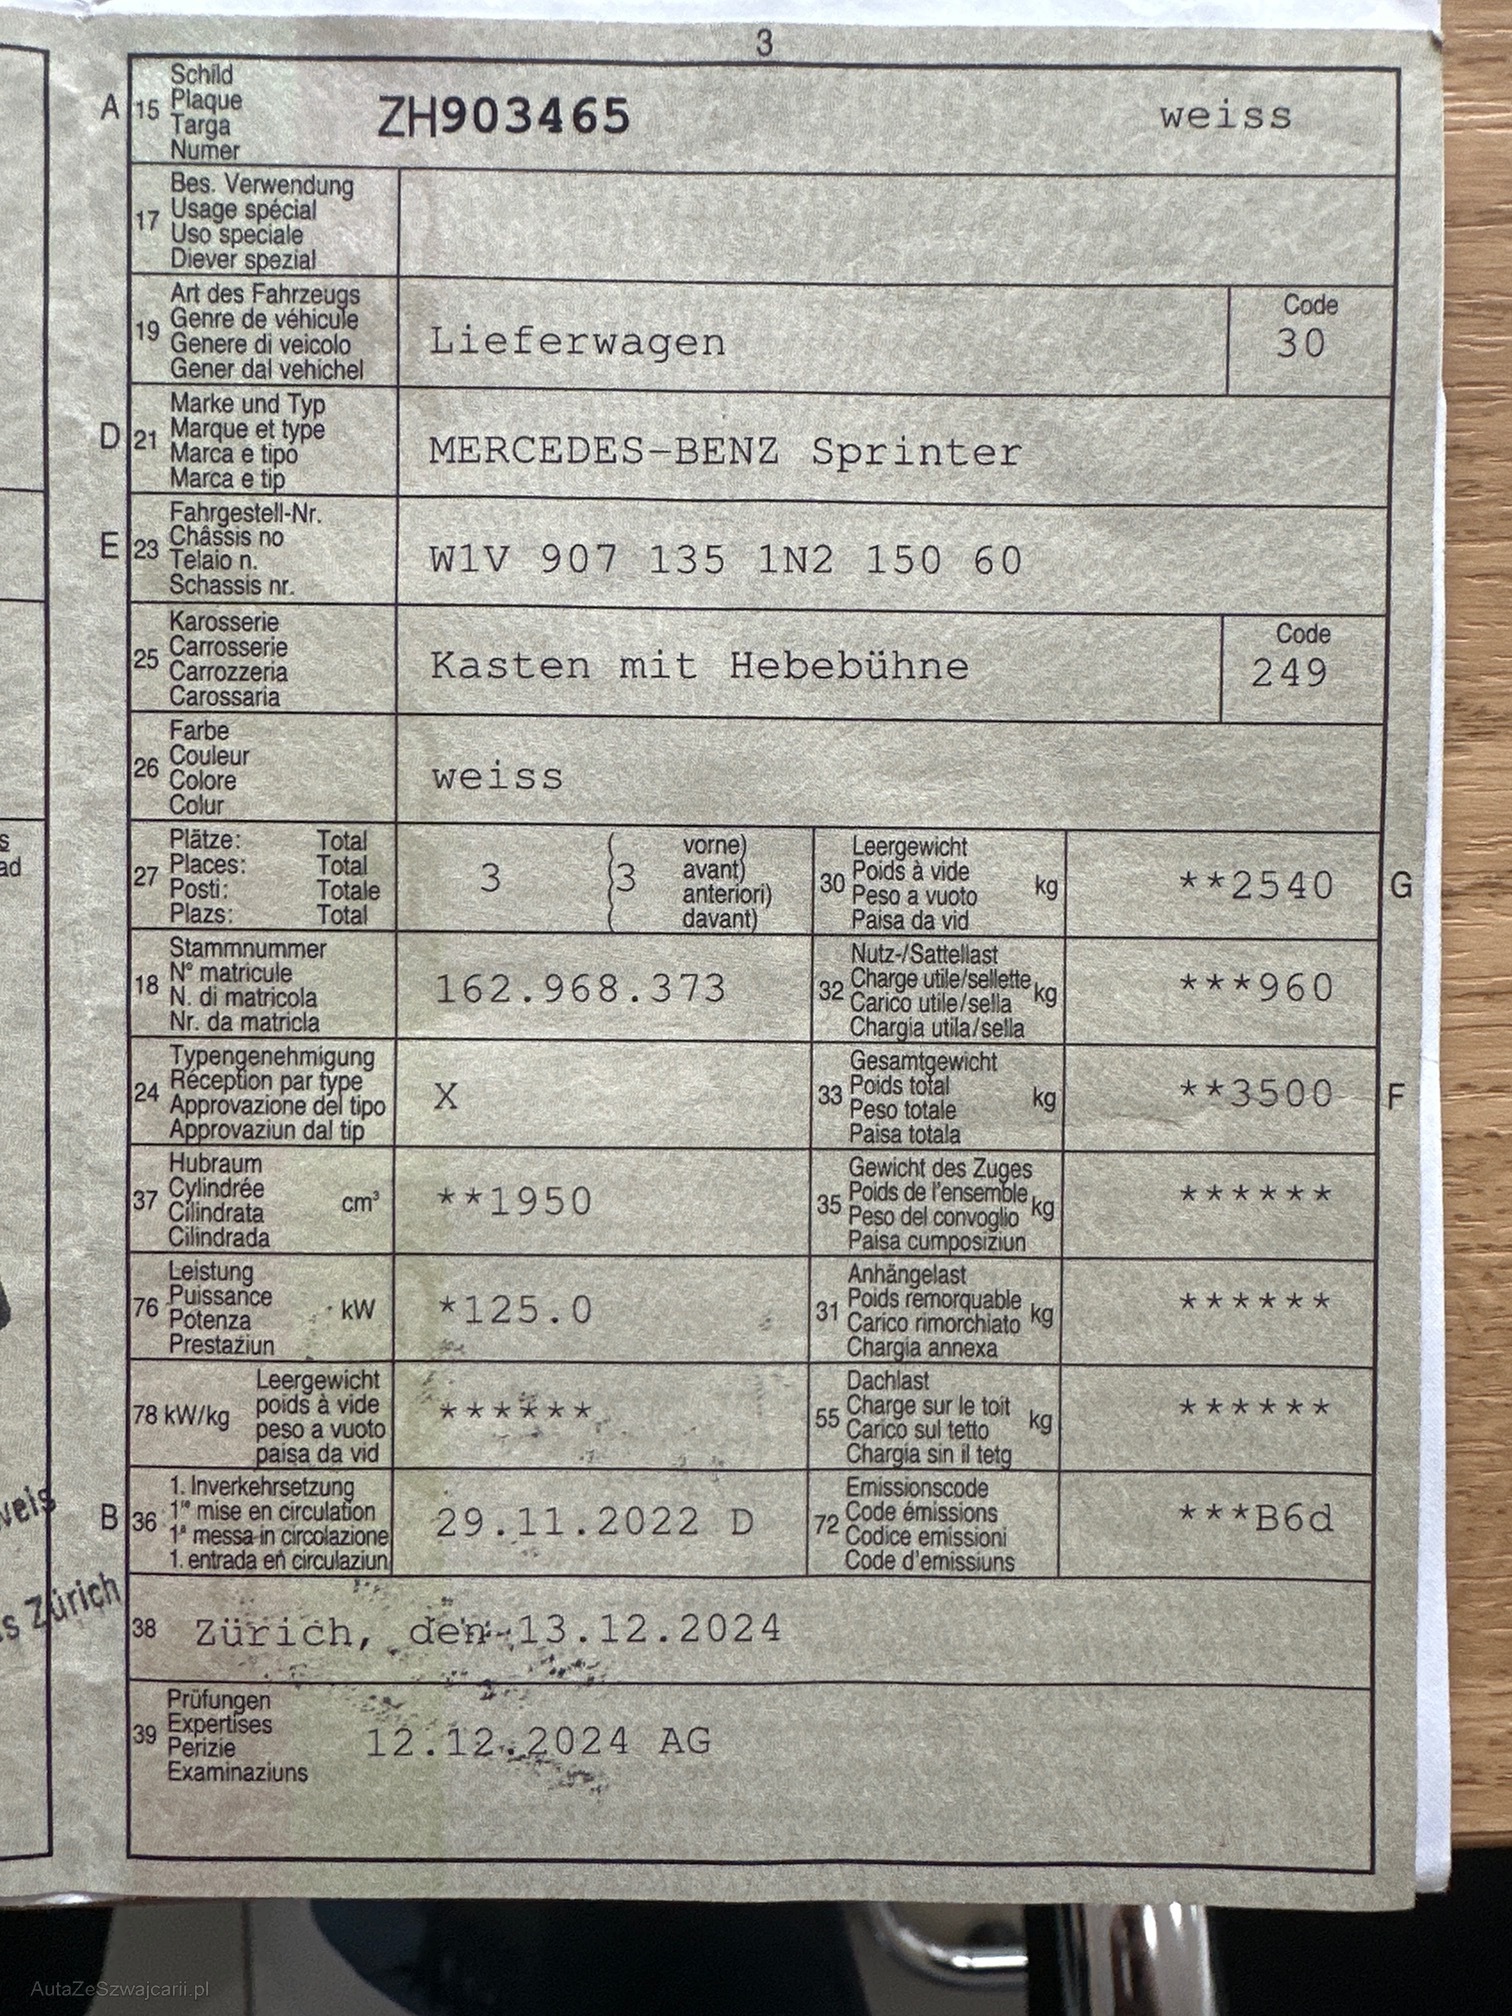 3
A 15 Schild
Plaque
Targa
Numer
ZH903465 weiss
17 Bes. Verwendung
Usage spécial
Uso speciale
Diever spezial
19 Art des Fahrzeugs
Genre de véhicule
Genere di veicolo
Gener dal vehichel
Lieferwagen
Code
30
D 21 Marke und Typ
Marque et type
Marca e tipo
Marca e tip
MERCEDES-BENZ Sprinter
E 23 Fahrgestell-Nr.
Châssis no
Telaio n.
Schassis nr.
W1V 907 135 1N2 150 60
25 Karosserie
Carrosserie
Carrozzeria
Carossaria
Kasten mit Hebebühne
Code
249
26 Farbe
Couleur
Colore
Colur
weiss
27 Plätze: Total
Places: Total
Posti: Totale
Plazs: Total
3 (3 vorne)
avant)
anteriori)
davant)
30 Leergewicht
Poids à vide
Peso a vuoto
Paisa da vid
kg
**2540 G
18 Stammnummer
N° matricule
N. di matricola
Nr. da matricla
162.968.373
32 Nutz-/Sattellast
Charge utile/sellette
Carico utile/sella
Chargia utila/sella
kg
***960
24 Typengenehmigung
Réception par type
Approvazione del tipo
Approvaziun dal tip
X
33 Gesamtgewicht
Poids total
Peso totale
Paisa totala
kg
**3500 F
37 Hubraum
Cylindrée
Cilindrata
Cilindrada
cm³
**1950
35 Gewicht des Zuges
Poids de l'ensemble
Peso del convoglio
Paisa cumposiziun
kg
******
76 Leistung
Puissance
Potenza
Prestaziun
kW
*125.0
31 Anhängelast
Poids remorquable
Carico rimorchiato
Chargia annexa
kg
******
78 kW/kg Leergewicht
poids à vide
peso a vuoto
paisa da vid
******
55 Dachlast
Charge sur le toit
Carico sul tetto
Chargia sin il tetg
kg
******
B 36 1. Inverkehrsetzung
1re mise en circulation
1a messa in circolazione
1. entrada en circulaziun
29.11.2022 D
72 Emissionscode
Code émissions
Codice emissioni
Code d'emissiuns
***B6d
Zürich
38 Zürich, den 13.12.2024
39 Prüfungen
Expertises
Perizie
Examinaziuns
12.12.2024 AG
AutaZeSzwajcarii.pl